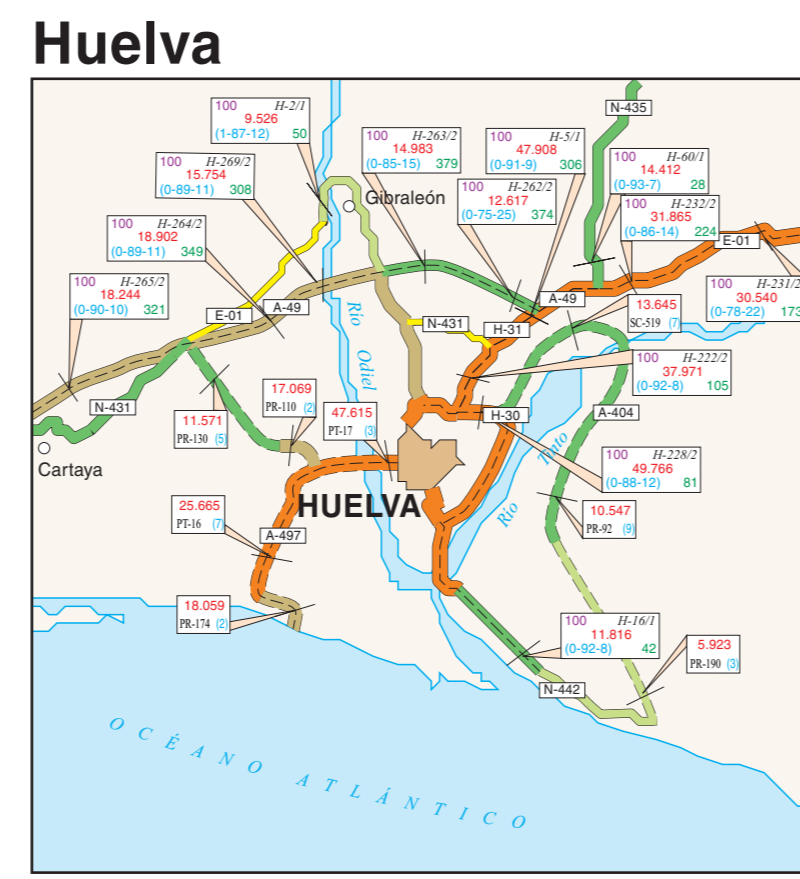 Huelva
100 H-2/1
9.526
(1-87-12) 50
100 H-263/2
14.983
(0-85-15) 379
100 H-5/1
47.908
(0-91-9) 306
N-435
100 H-269/2
15.754
(0-89-11) 308
100 H-262/2
12.617
(0-75-25) 374
100 H-60/1
14.412
(0-93-7) 28
Gibraleón
100 H-232/2
31.865
(0-86-14) 224
100 H-264/2
18.902
(0-89-11) 349
E-01
100 H-265/2
18.244
(0-90-10) 321
100 H-231/2
30.540
(0-78-22) 173
E-01
A-49
A-49
13.645
SC-519 (7)
N-431
H-31
Río Odiel
100 H-222/2
37.971
(0-92-8) 105
17.069
PR-110 (2)
N-431
11.571
PR-130 (5)
47.615
PT-17 (3)
H-30
A-404
Cartaya
Río Tinto
100 H-228/2
49.766
(0-88-12) 81
25.665
PT-16 (7)
HUELVA
10.547
PR-92 (9)
A-497
18.059
PR-174 (2)
100 H-16/1
11.816
(0-92-8) 42
5.923
PR-190 (3)
N-442
OCÉANO ATLÁNTICO